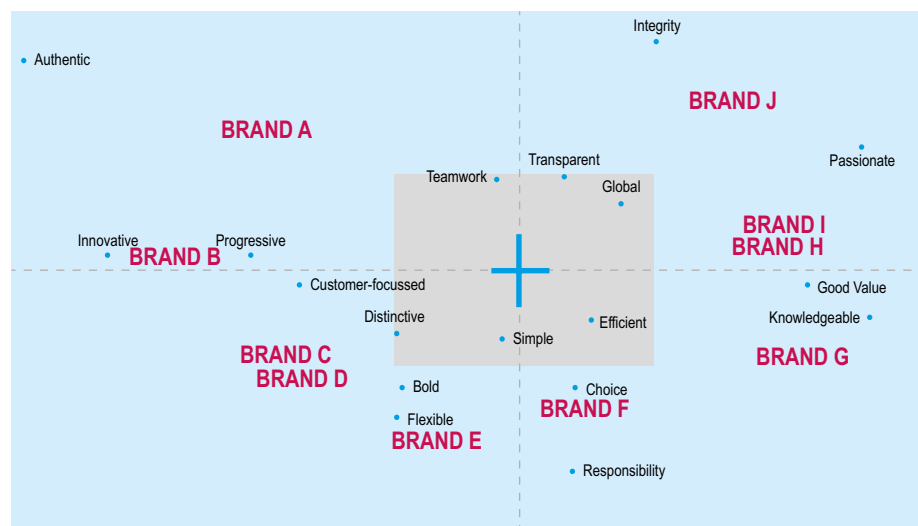 Integrity
Authentic
BRAND J
BRAND A
Transparent
Passionate
Teamwork
Global
BRAND I
Innovative
Progressive
BRAND H
BRAND B
Customer-focussed
Good Value
Distinctive
Knowledgeable
Efficient
Simple
BRAND C
BRAND G
BRAND D
Bold
Choice
BRAND F
Flexible
BRAND E
Responsibility